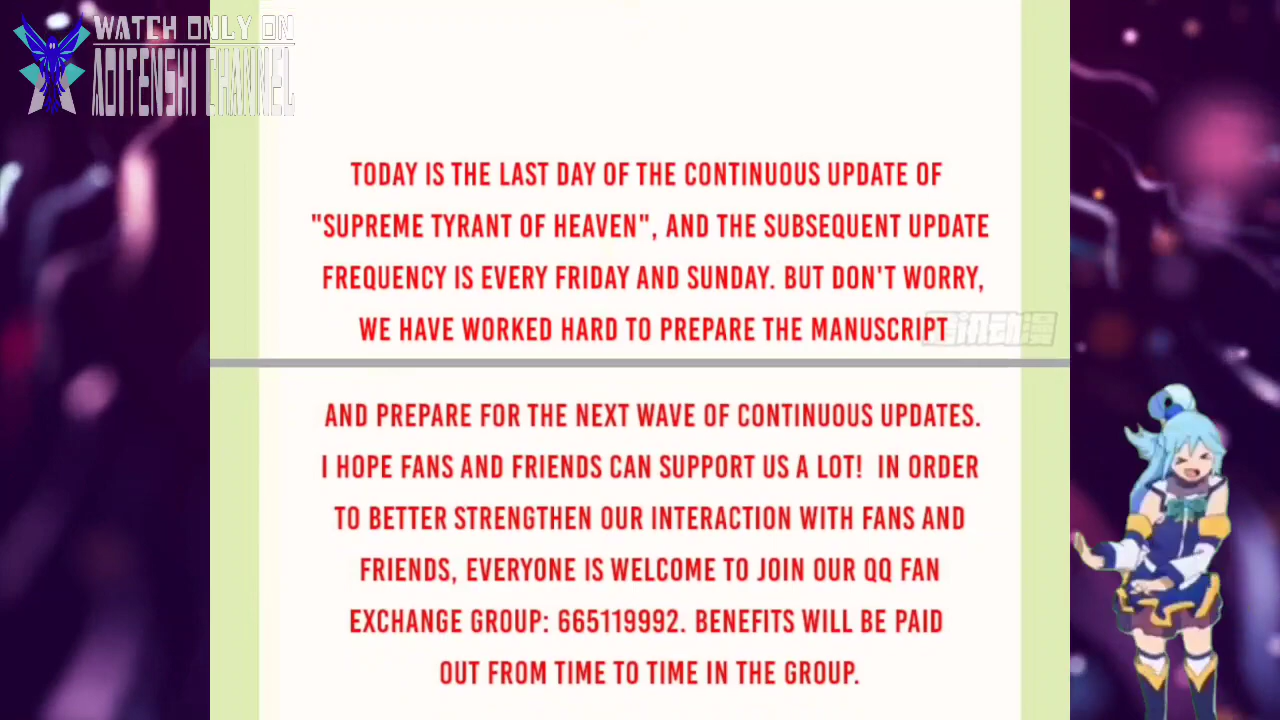 WATCH ONLY ON
AOITENSHI CHANNEL
TODAY IS THE LAST DAY OF THE CONTINUOUS UPDATE OF
"SUPREME TYRANT OF HEAVEN", AND THE SUBSEQUENT UPDATE
FREQUENCY IS EVERY FRIDAY AND SUNDAY. BUT DON'T WORRY,
WE HAVE WORKED HARD TO PREPARE THE MANUSCRIPT
AND PREPARE FOR THE NEXT WAVE OF CONTINUOUS UPDATES.
I HOPE FANS AND FRIENDS CAN SUPPORT US A LOT! IN ORDER
TO BETTER STRENGTHEN OUR INTERACTION WITH FANS AND
FRIENDS, EVERYONE IS WELCOME TO JOIN OUR QQ FAN
EXCHANGE GROUP: 665119992. BENEFITS WILL BE PAID
OUT FROM TIME TO TIME IN THE GROUP.